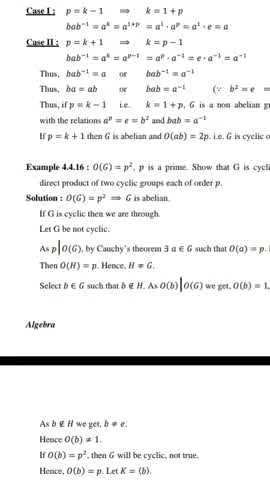 Case I : p = k − 1 ⟹ k = 1 + p
bab⁻¹ = aᵏ = a¹⁺ᵖ = a¹ ∙ aᵖ = a¹ ∙ e = a
Case II : p = k + 1 ⟹ k = p − 1
bab⁻¹ = aᵏ = aᵖ⁻¹ = aᵖ ∙ a⁻¹ = e ∙ a⁻¹ = a⁻¹
Thus, bab⁻¹ = a or bab⁻¹ = a⁻¹
Thus, ba = ab or bab = a⁻¹ (∵ b² = e =
Thus, if p = k − 1 i.e. k = 1 + p, G is a non abelian gr
with the relations aᵖ = e = b² and bab = a⁻¹
If p = k + 1 then G is abelian and O(ab) = 2p. i.e. G is cyclic o
Example 4.4.16 : O(G) = p², p is a prime. Show that G is cycli
direct product of two cyclic groups each of order p.
Solution : O(G) = p² ⟹ G is abelian.
If G is cyclic then we are through.
Let G be not cyclic.
As p|O(G), by Cauchy's theorem ∃ a ∈ G such that O(a) = p.
Then O(H) = p. Hence, H ≠ G.
Select b ∈ G such that b ∉ H. As O(b)|O(G) we get, O(b) = 1,
Algebra
As b ∉ H we get, b ≠ e.
Hence O(b) ≠ 1.
If O(b) = p², then G will be cyclic, not true.
Hence, O(b) = p. Let K = ⟨b⟩.